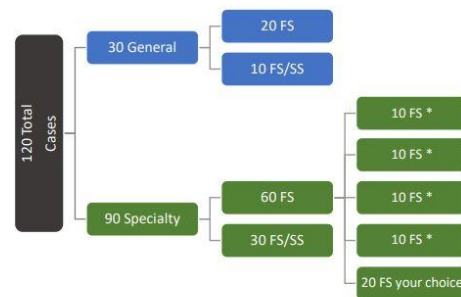 120 Total
Cases
30 General
20 FS
10 FS/SS
90 Specialty
60 FS
30 FS/SS
10 FS *
10 FS *
10 FS *
10 FS *
20 FS your choice